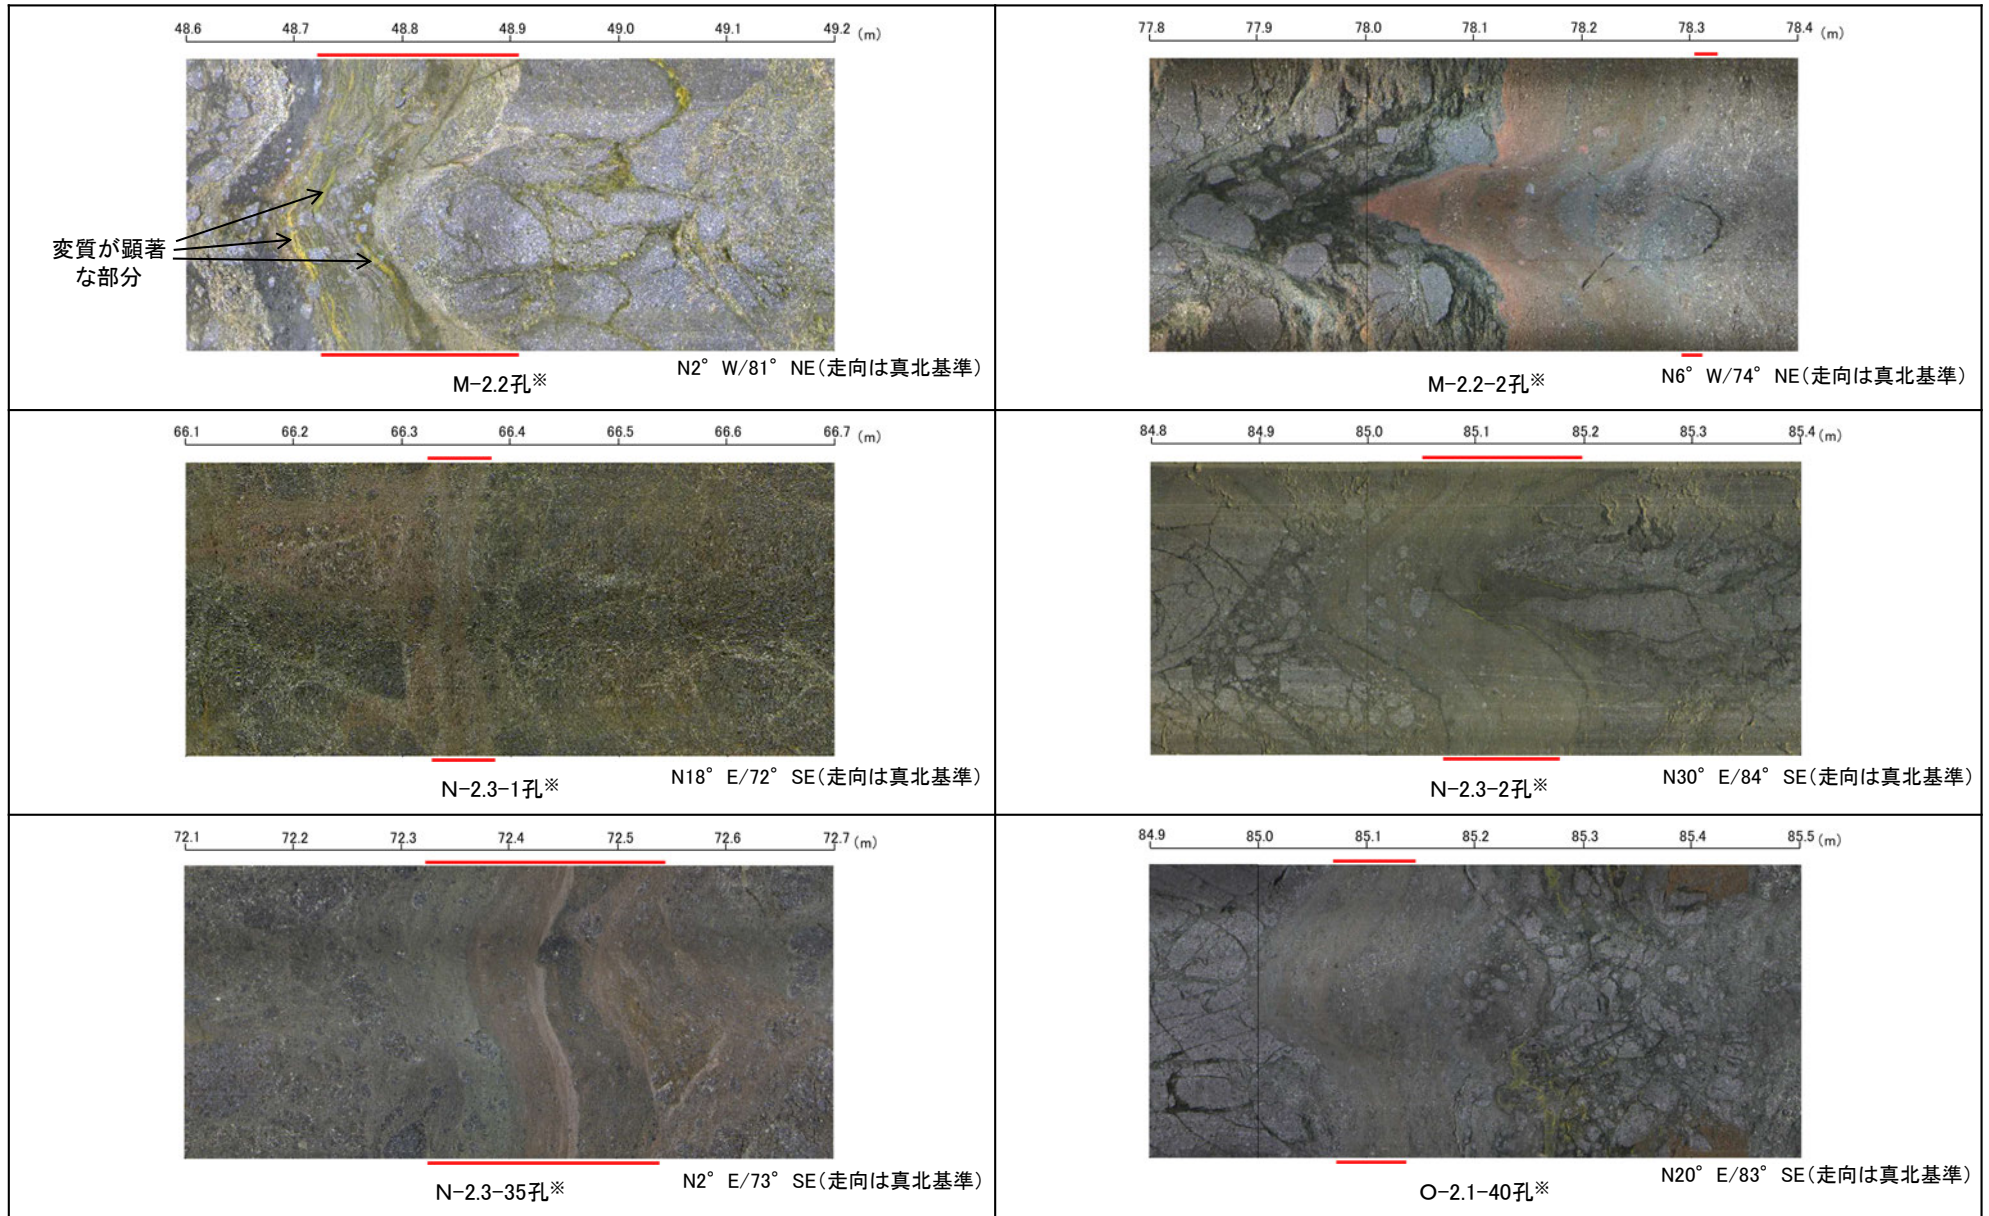 48.6 48.7 48.8 48.9 49.0 49.1 49.2 (m)
変質が顕著
な部分
N2° W/81° NE(走向は真北基準)
M-2.2孔※
77.8 77.9 78.0 78.1 78.2 78.3 78.4 (m)
N6° W/74° NE(走向は真北基準)
M-2.2-2孔※
66.1 66.2 66.3 66.4 66.5 66.6 66.7 (m)
N18° E/72° SE(走向は真北基準)
N-2.3-1孔※
84.8 84.9 85.0 85.1 85.2 85.3 85.4 (m)
N30° E/84° SE(走向は真北基準)
N-2.3-2孔※
72.1 72.2 72.3 72.4 72.5 72.6 72.7 (m)
N2° E/73° SE(走向は真北基準)
N-2.3-35孔※
84.9 85.0 85.1 85.2 85.3 85.4 85.5 (m)
N20° E/83° SE(走向は真北基準)
O-2.1-40孔※